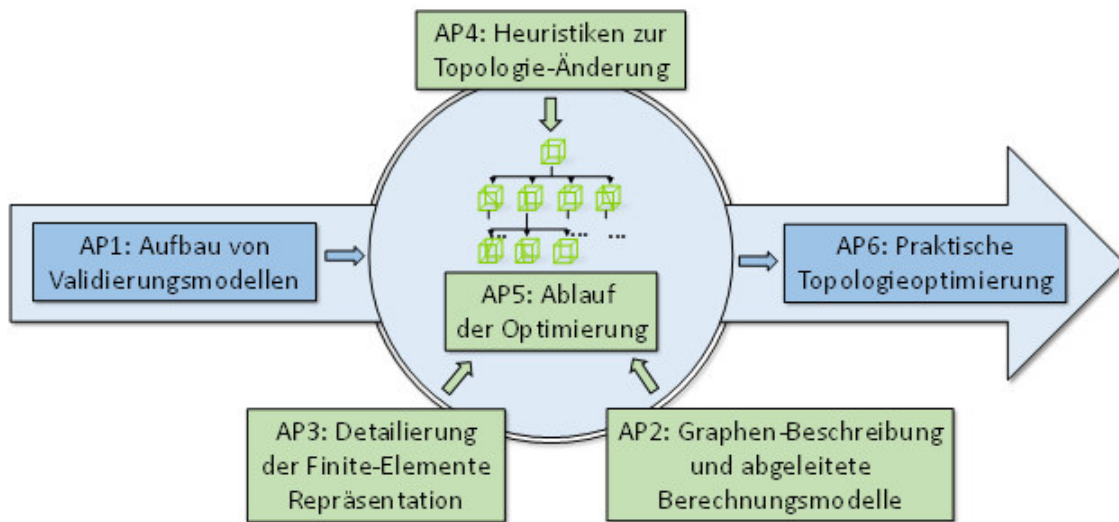 AP4: Heuristiken zur
Topologie-Änderung
AP1: Aufbau von
Validierungsmodellen
...
...
...
AP5: Ablauf
der Optimierung
AP6: Praktische
Topologieoptimierung
AP3: Detailierung
der Finite-Elemente
Repräsentation
AP2: Graphen-Beschreibung
und abgeleitete
Berechnungsmodelle